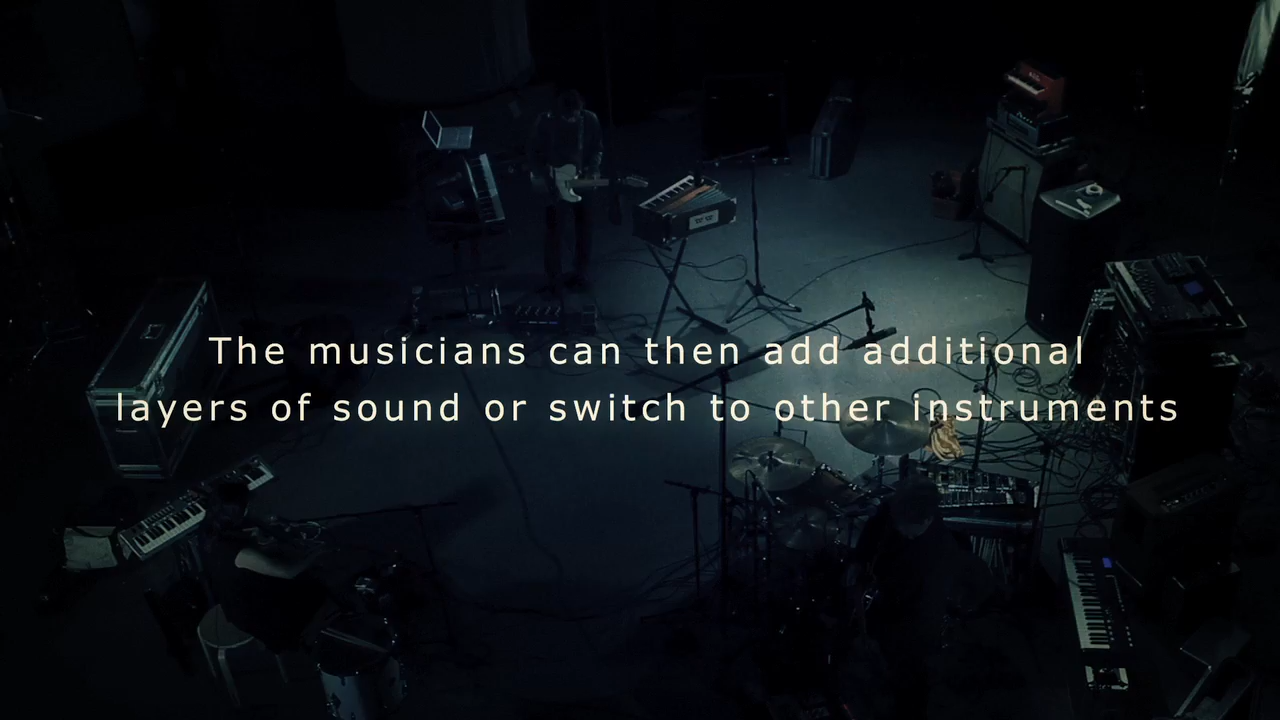 The musicians can then add additional
layers of sound or switch to other instruments